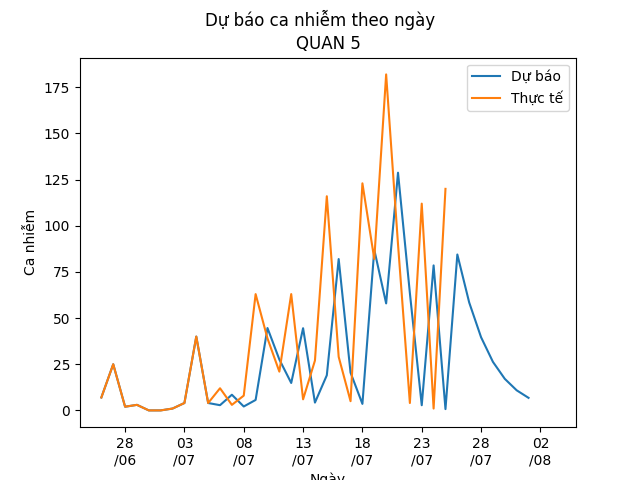 Dự báo ca nhiễm theo ngày
QUAN 5
Dự báo
Thực tế
Ca nhiễm
175
150
125
100
75
50
25
0
28 03 08 13 18 23 28 02
/06 /07 /07 /07 /07 /07 /07 /08
Ngày